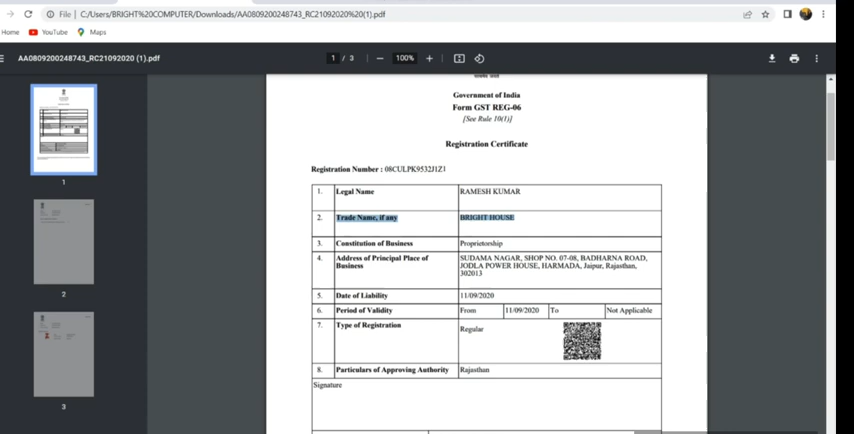 File | C:/Users/BRIGHT%20COMPUTER/Downloads/AA0809200248743_RC21092020%20(1).pdf
Home YouTube Maps
AA0809200248743_RC21092020 (1).pdf 1 / 3 100%
Government of India
Form GST REG-06
[See Rule 10(1)]
Registration Certificate
Registration Number : 08CULPK9532J1Z1
1. Legal Name RAMESH KUMAR
2. Trade Name, if any BRIGHT HOUSE
3. Constitution of Business Proprietorship
4. Address of Principal Place of SUDAMA NAGAR, SHOP NO. 07-08, BADHARNA ROAD,
Business JODLA POWER HOUSE, HARMADA, Jaipur, Rajasthan,
302013
5. Date of Liability 11/09/2020
6. Period of Validity From 11/09/2020 To Not Applicable
7. Type of Registration Regular
8. Particulars of Approving Authority Rajasthan
Signature
1
2
3